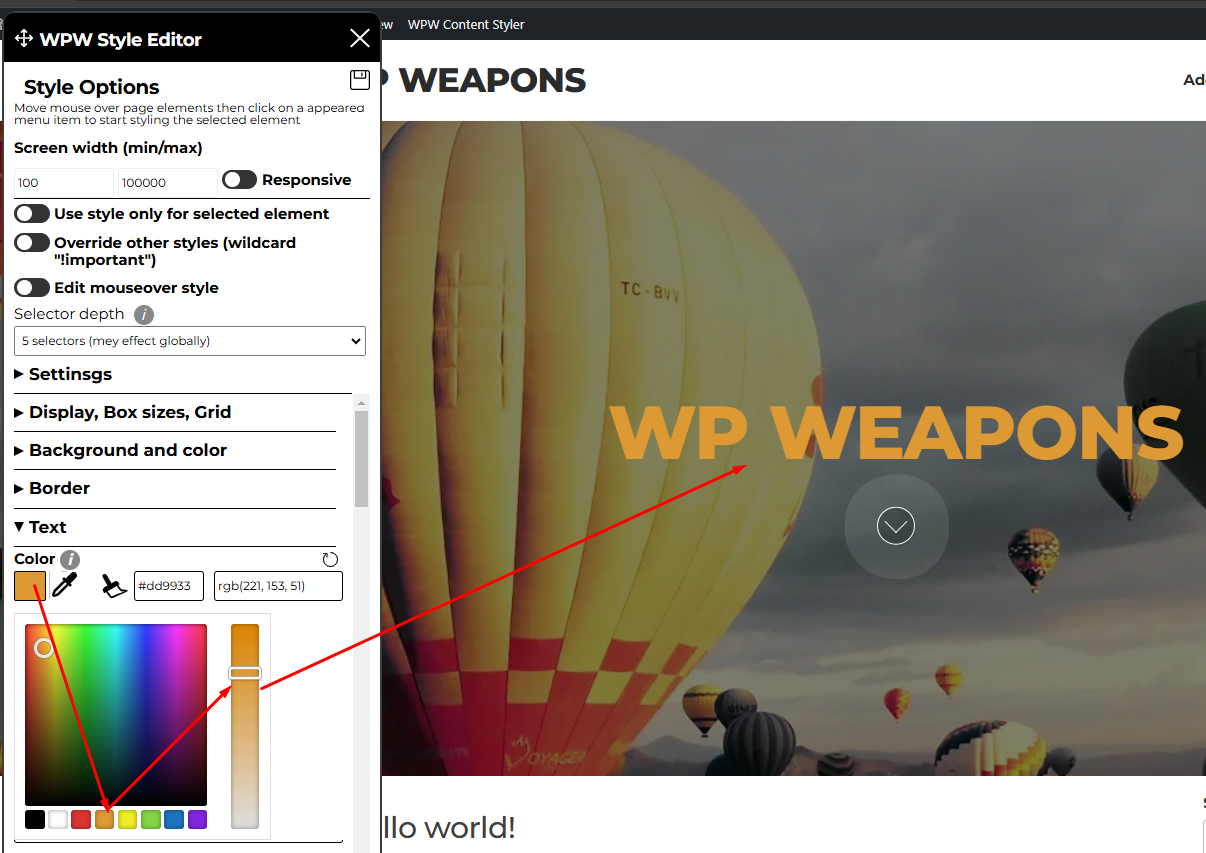 ew WPW Content Styler
WPW Style Editor
WEAPONS
Style Options
Move mouse over page elements then click on a appeared
menu item to start styling the selected element
Screen width (min/max)
100 100000 Responsive
Use style only for selected element
Override other styles (wildcard
"!important")
Edit mouseover style
Selector depth i
5 selectors (mey effect globally)
Settinsgs
Display, Box sizes, Grid
Background and color
Border
Text
Color i
#dd9933 rgb(221, 153, 51)
TC-BVV
WP WEAPONS
VOYAGER
llo world!